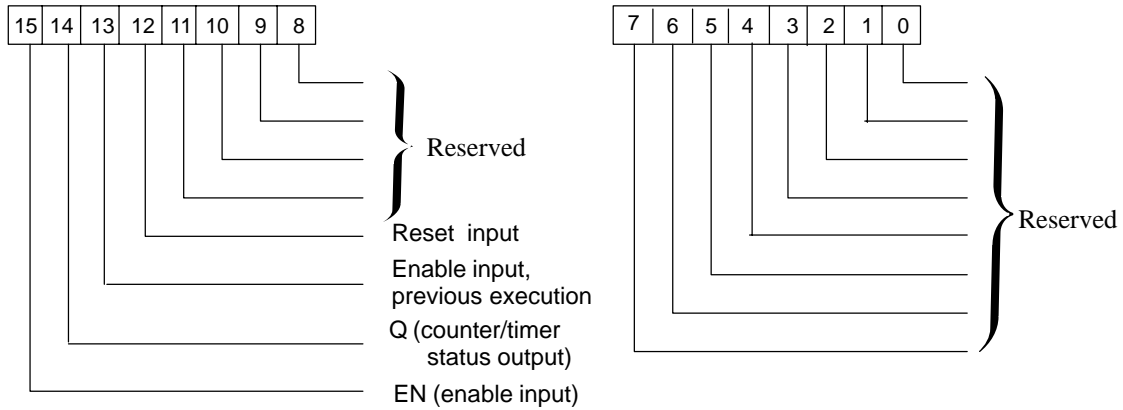 15 14 13 12 11 10 9 8
7 6 5 4 3 2 1 0
Reserved
Reset input
Enable input,
previous execution
Q (counter/timer
status output)
EN (enable input)
Reserved